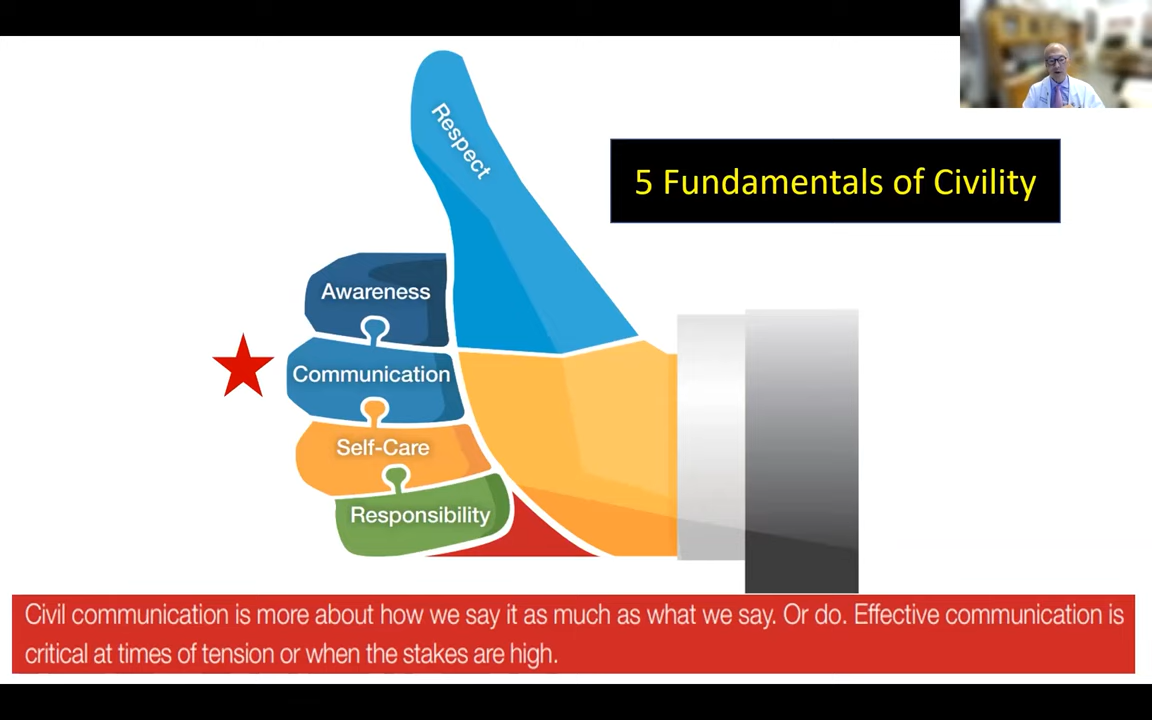 Respect
5 Fundamentals of Civility
Awareness
Communication
Self-Care
Responsibility
Civil communication is more about how we say it as much as what we say. Or do. Effective communication is
critical at times of tension or when the stakes are high.